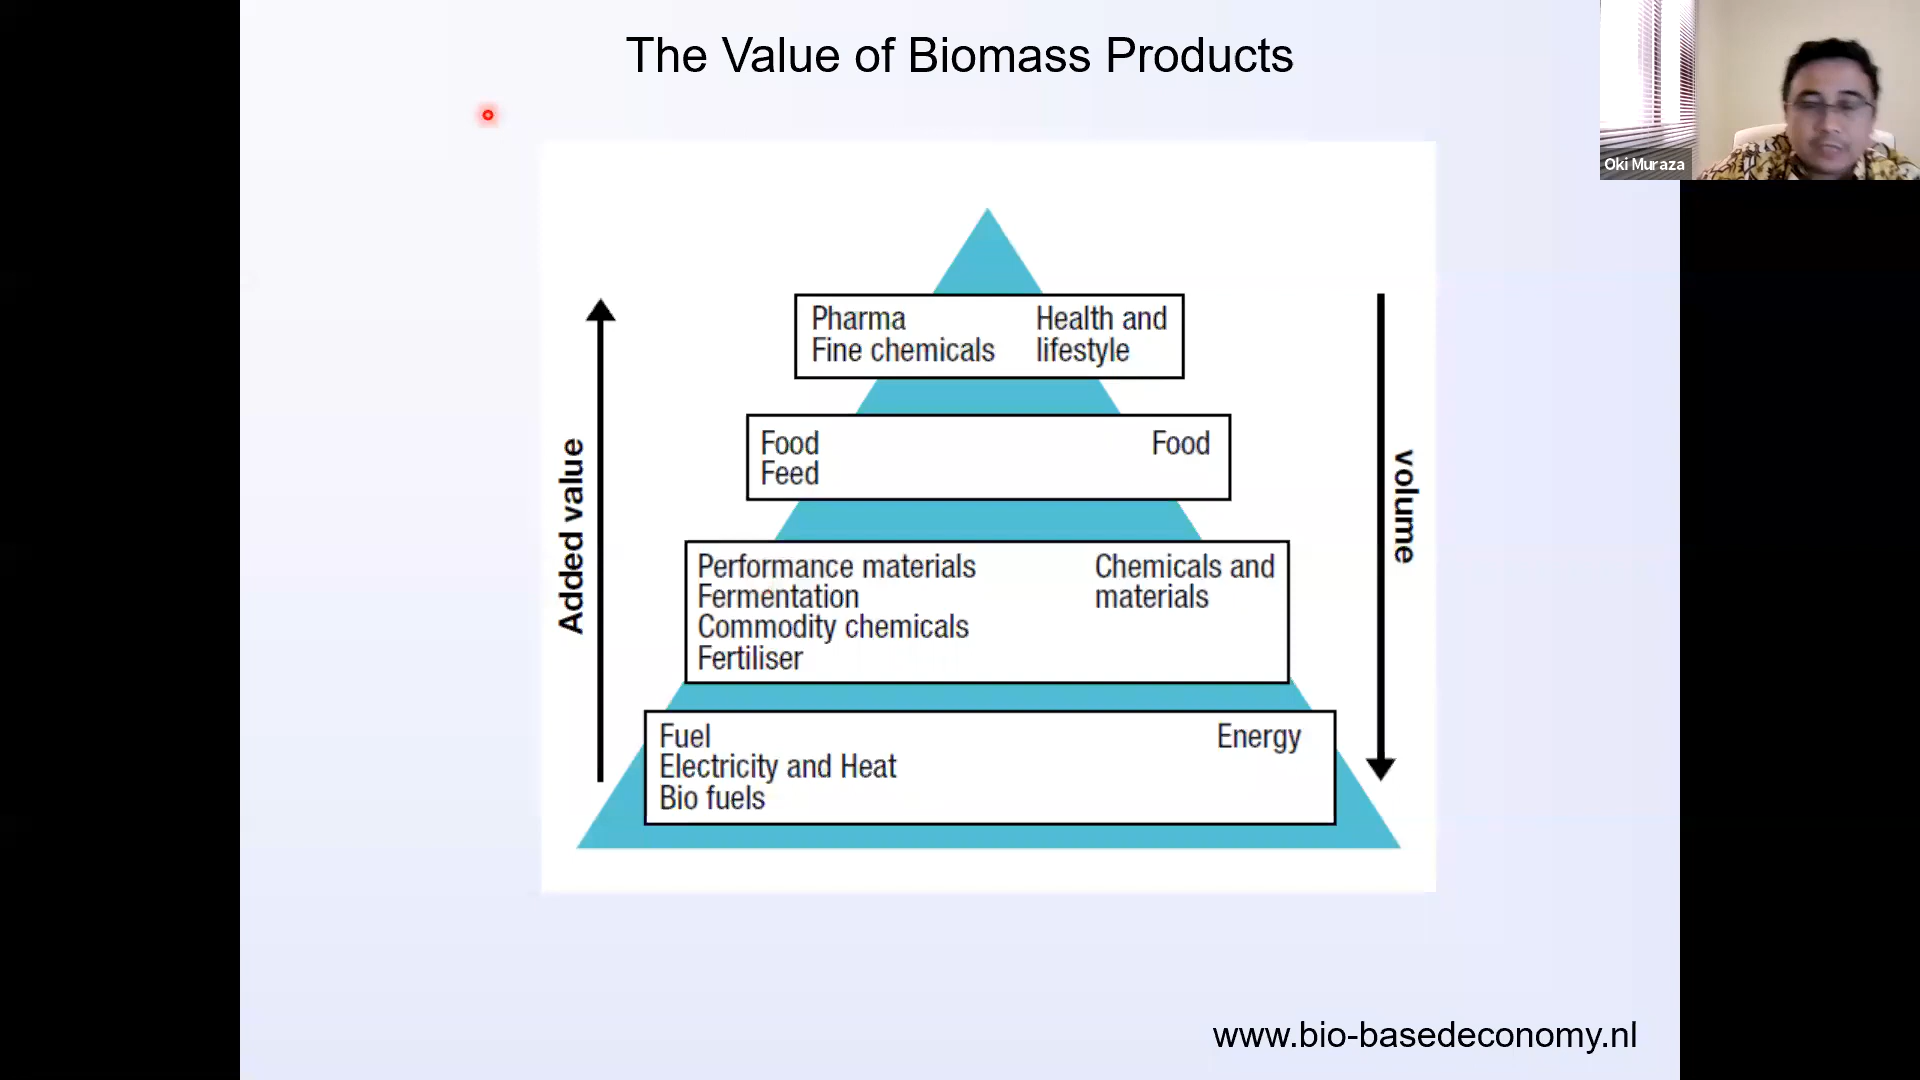 The Value of Biomass Products
Oki Muraza
Pharma
Fine chemicals
Health and
lifestyle
Food
Feed
Food
Performance materials
Fermentation
Commodity chemicals
Fertiliser
Chemicals and
materials
Fuel
Electricity and Heat
Bio fuels
Energy
Added value
volume
www.bio-basedeconomy.nl